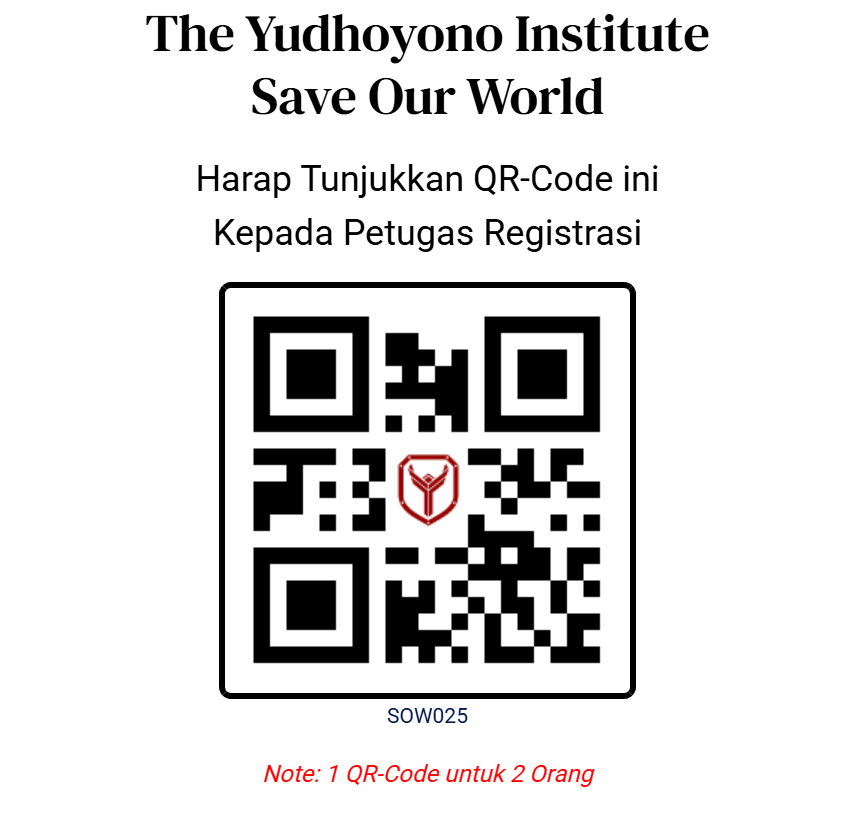 The Yudhoyono Institute
Save Our World
Harap Tunjukkan QR-Code ini
Kepada Petugas Registrasi
SOW025
Note: 1 QR-Code untuk 2 Orang